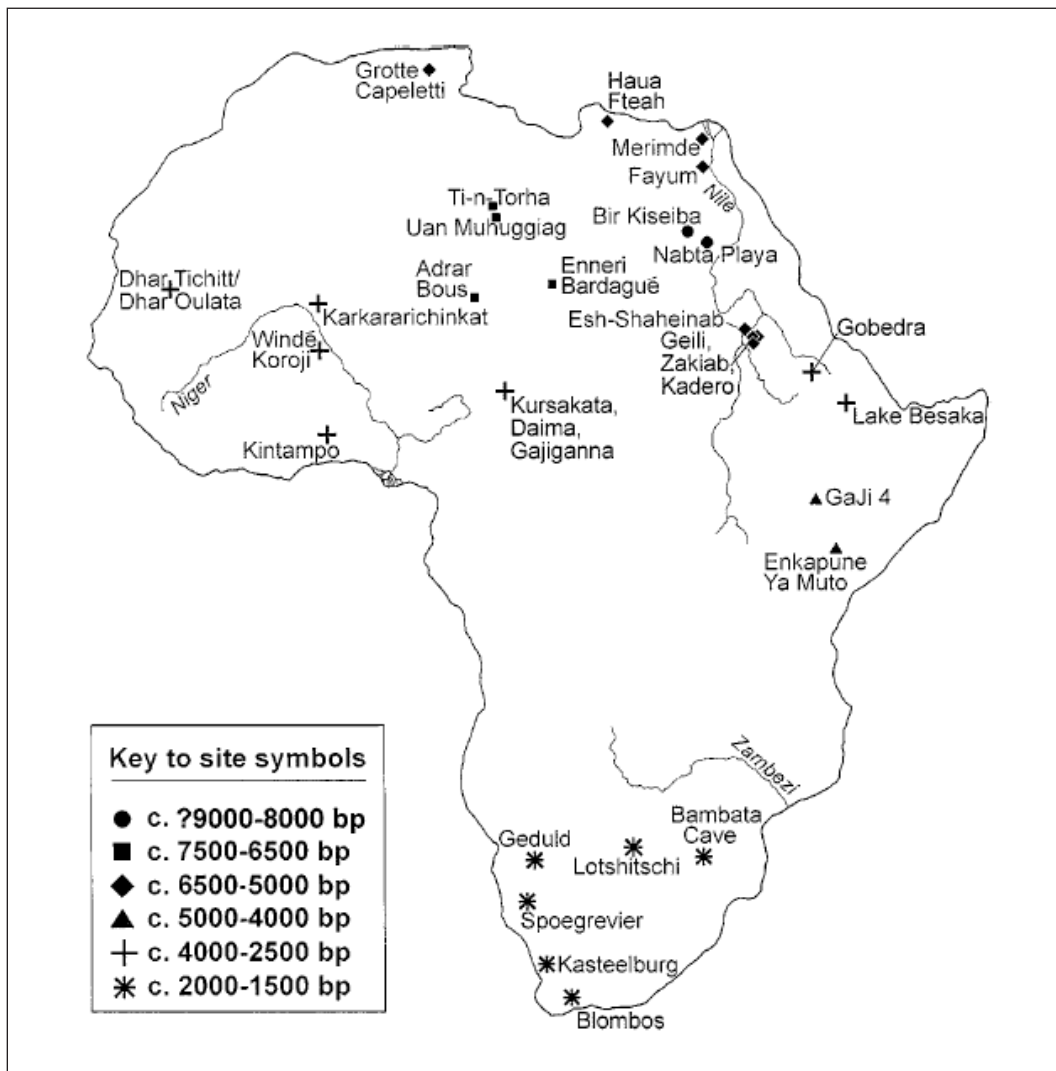 Grotte
Capeletti
Haua
Fteah
Merimde
Fayum
Nile
Ti-n-Torha
Uan Muhuggiag
Bir Kiseiba
Nabta Playa
Adrar
Bous
Enneri
Bardagué
Dhar Tichitt/
Dhar Oulata
Karkararichinkat
Esh-Shaheinab
Geili,
Zakiab,
Kadero
Gobedra
Windé
Koroji
Niger
Kursakata,
Daima,
Gajiganna
Lake Besaka
Kintampo
GaJi 4
Enkapune
Ya Muto
Zambezi
Key to site symbols
c. ?9000-8000 bp
c. 7500-6500 bp
c. 6500-5000 bp
c. 5000-4000 bp
c. 4000-2500 bp
c. 2000-1500 bp
Geduld
Lotshitschi
Bambata
Cave
Spoegrevier
Kasteelburg
Blombos